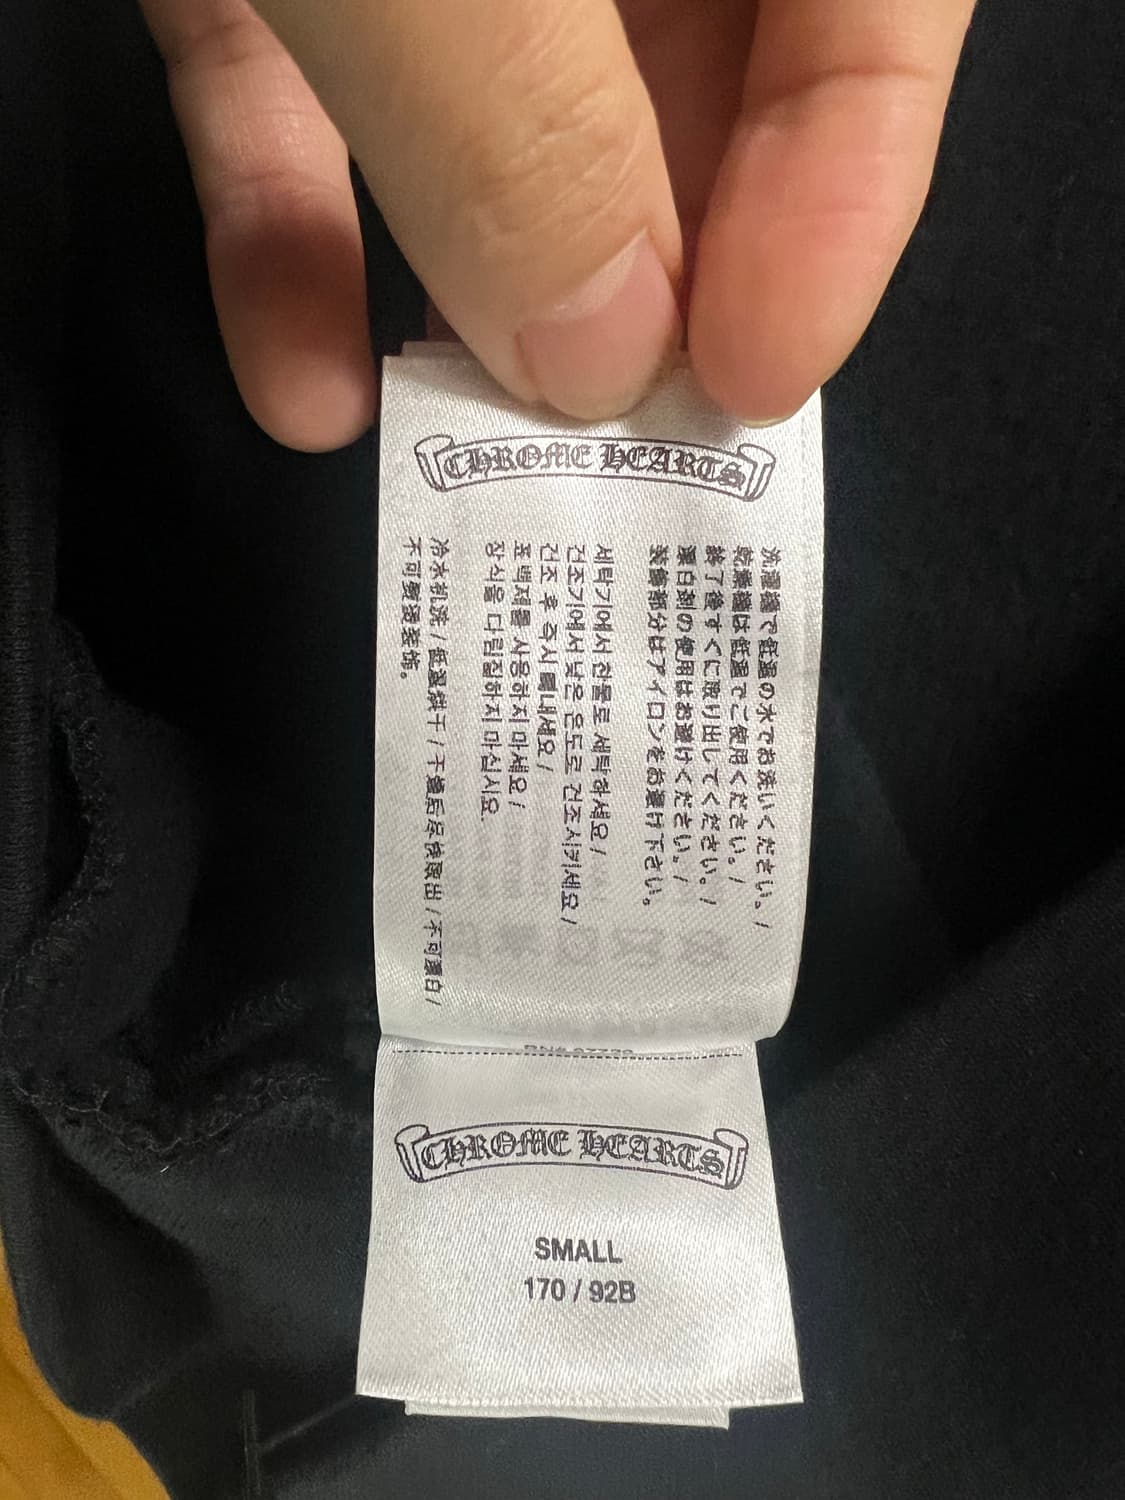 CHROME HEARTS
洗濯機で低温の水でお洗いください。/
乾燥機は低温でご使用ください。/
終了後すぐに取り出してください。/
漂白剤の使用はお避けください。/
装飾部分はアイロンをお避け下さい。
세탁기에서 찬물로 세탁하세요 /
건조기에서 낮은 온도로 건조시키세요 /
건조 후 즉시 꺼내세요 /
표백제를 사용하지 마세요 /
장식을 다림질하지 마십시오.
冷水机洗 / 低温烘干 / 干燥后尽快取出 / 不可漂白 /
不可熨烫装饰。
CHROME HEARTS
SMALL
170 / 92B